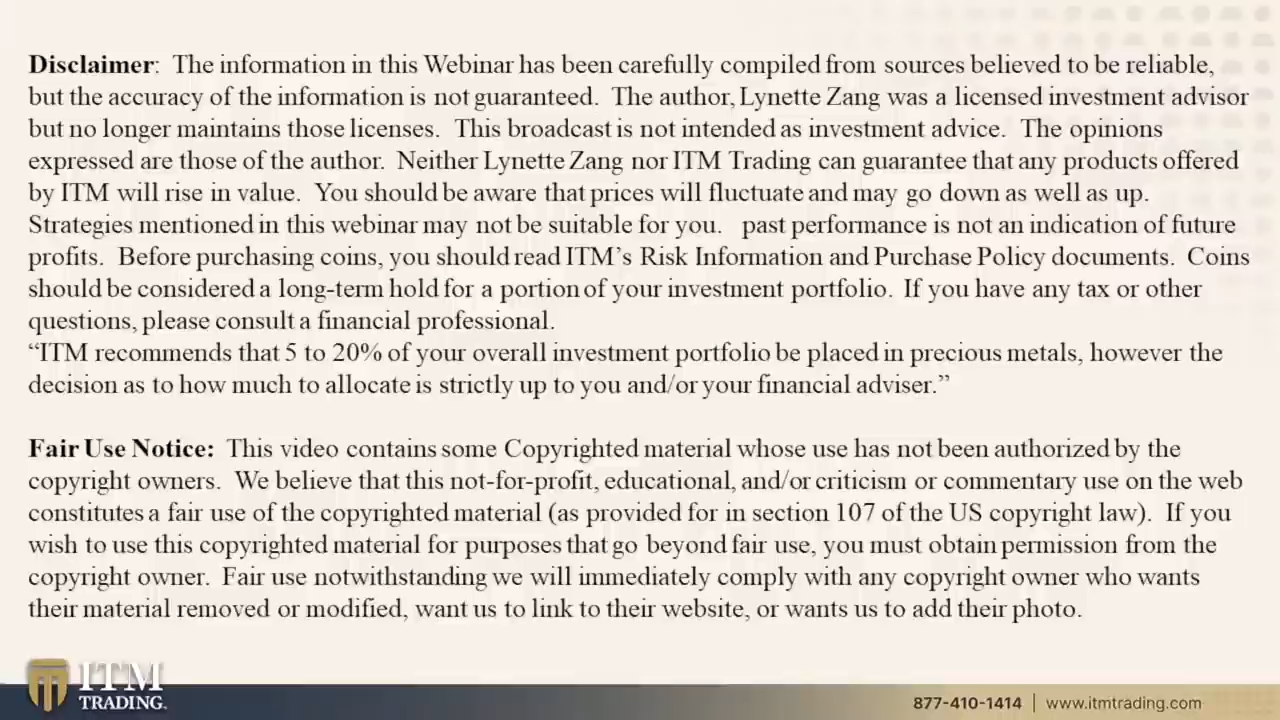 Disclaimer: The information in this Webinar has been carefully compiled from sources believed to be reliable,
but the accuracy of the information is not guaranteed. The author, Lynette Zang was a licensed investment advisor
but no longer maintains those licenses. This broadcast is not intended as investment advice. The opinions
expressed are those of the author. Neither Lynette Zang nor ITM Trading can guarantee that any products offered
by ITM will rise in value. You should be aware that prices will fluctuate and may go down as well as up.
Strategies mentioned in this webinar may not be suitable for you. past performance is not an indication of future
profits. Before purchasing coins, you should read ITM's Risk Information and Purchase Policy documents. Coins
should be considered a long-term hold for a portion of your investment portfolio. If you have any tax or other
questions, please consult a financial professional.
“ITM recommends that 5 to 20% of your overall investment portfolio be placed in precious metals, however the
decision as to how much to allocate is strictly up to you and/or your financial adviser.”
Fair Use Notice: This video contains some Copyrighted material whose use has not been authorized by the
copyright owners. We believe that this not-for-profit, educational, and/or criticism or commentary use on the web
constitutes a fair use of the copyrighted material (as provided for in section 107 of the US copyright law). If you
wish to use this copyrighted material for purposes that go beyond fair use, you must obtain permission from the
copyright owner. Fair use notwithstanding we will immediately comply with any copyright owner who wants
their material removed or modified, want us to link to their website, or wants us to add their photo.
ITM
TRADING.
877-410-1414 | www.itmtrading.com